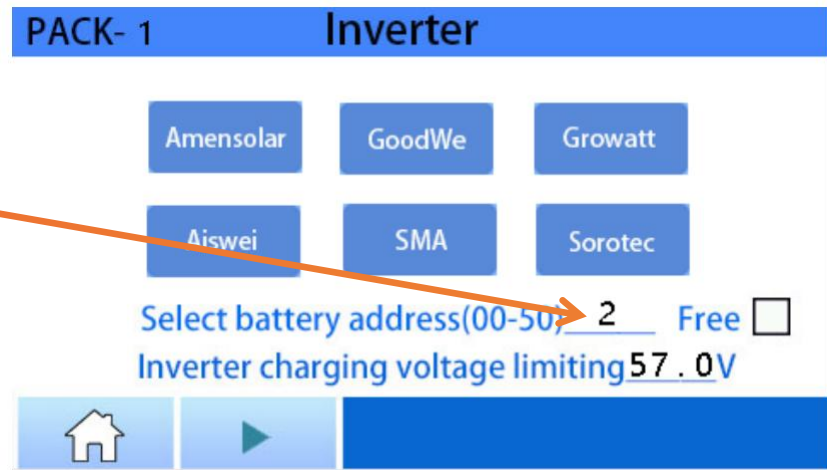 PACK- 1 Inverter
Amensolar GoodWe Growatt
Aiswei SMA Sorotec
Select battery address(00-50) 2 Free
Inverter charging voltage limiting 57.0V